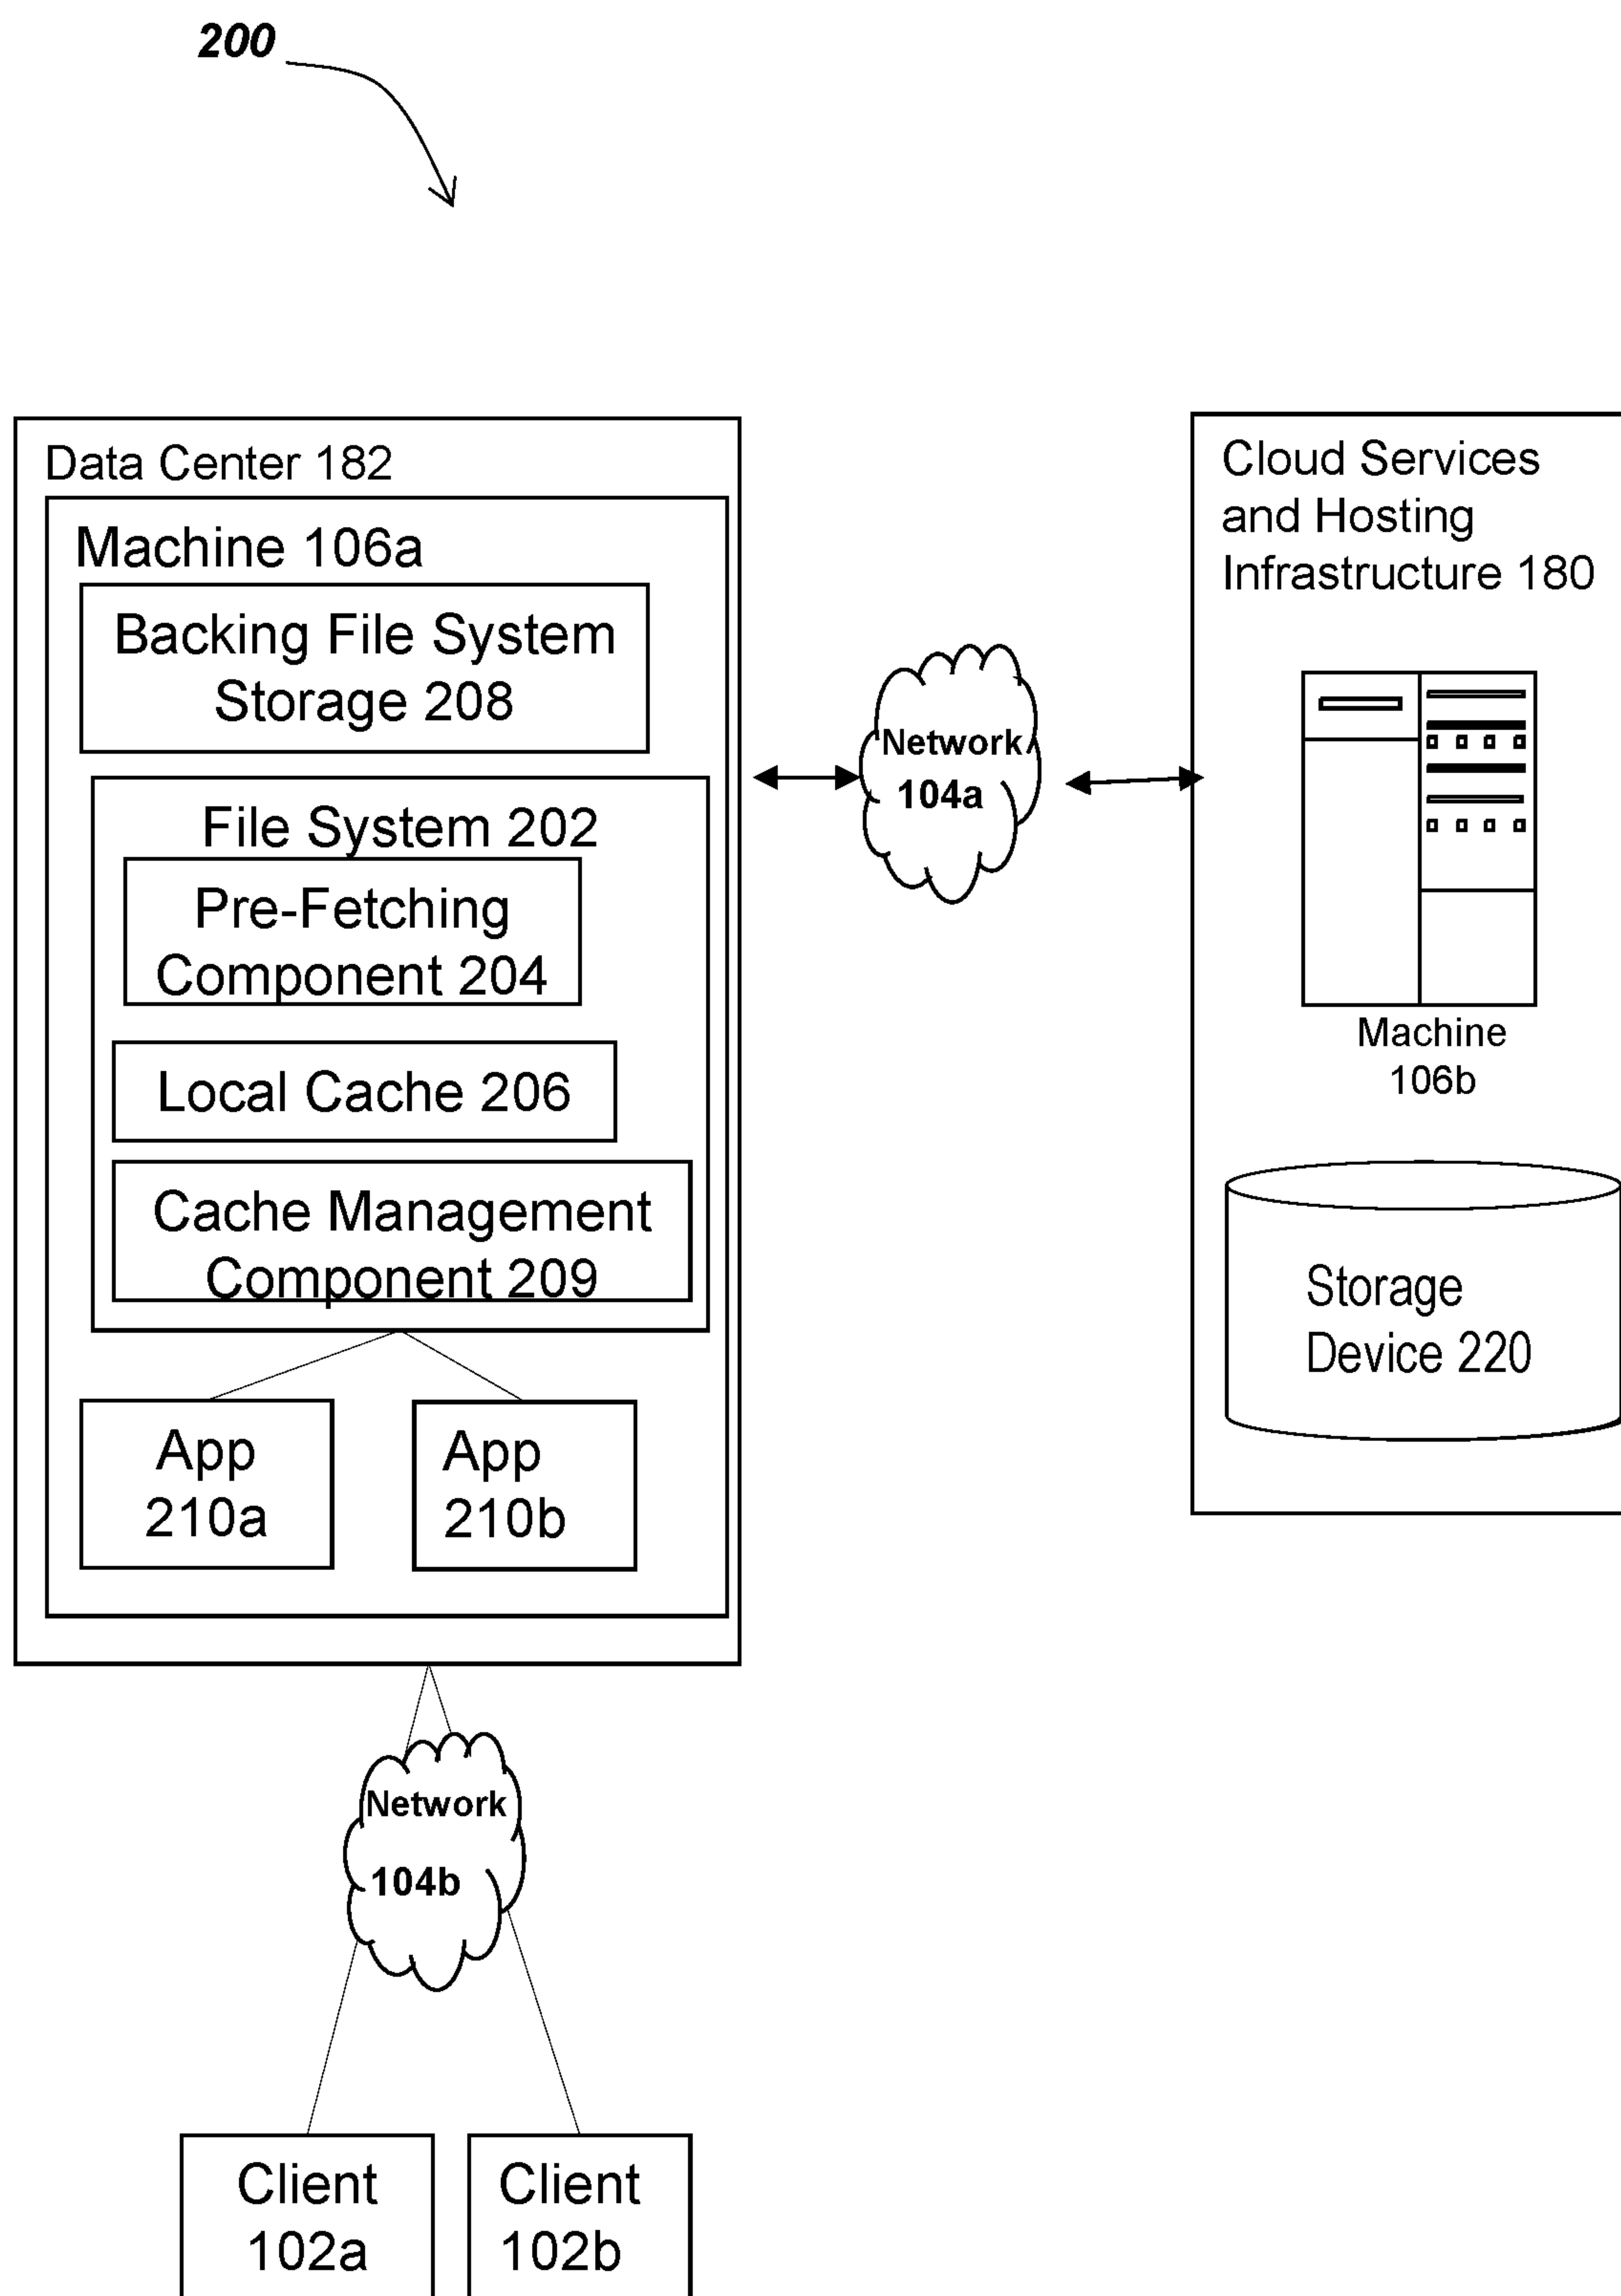 200
Data Center 182
Machine 106a
Backing File System
Storage 208
File System 202
Pre-Fetching
Component 204
Local Cache 206
Cache Management
Component 209
App
210a
App
210b
Network
104a
Cloud Services
and Hosting
Infrastructure 180
Machine
106b
Storage
Device 220
Network
104b
Client
102a
Client
102b